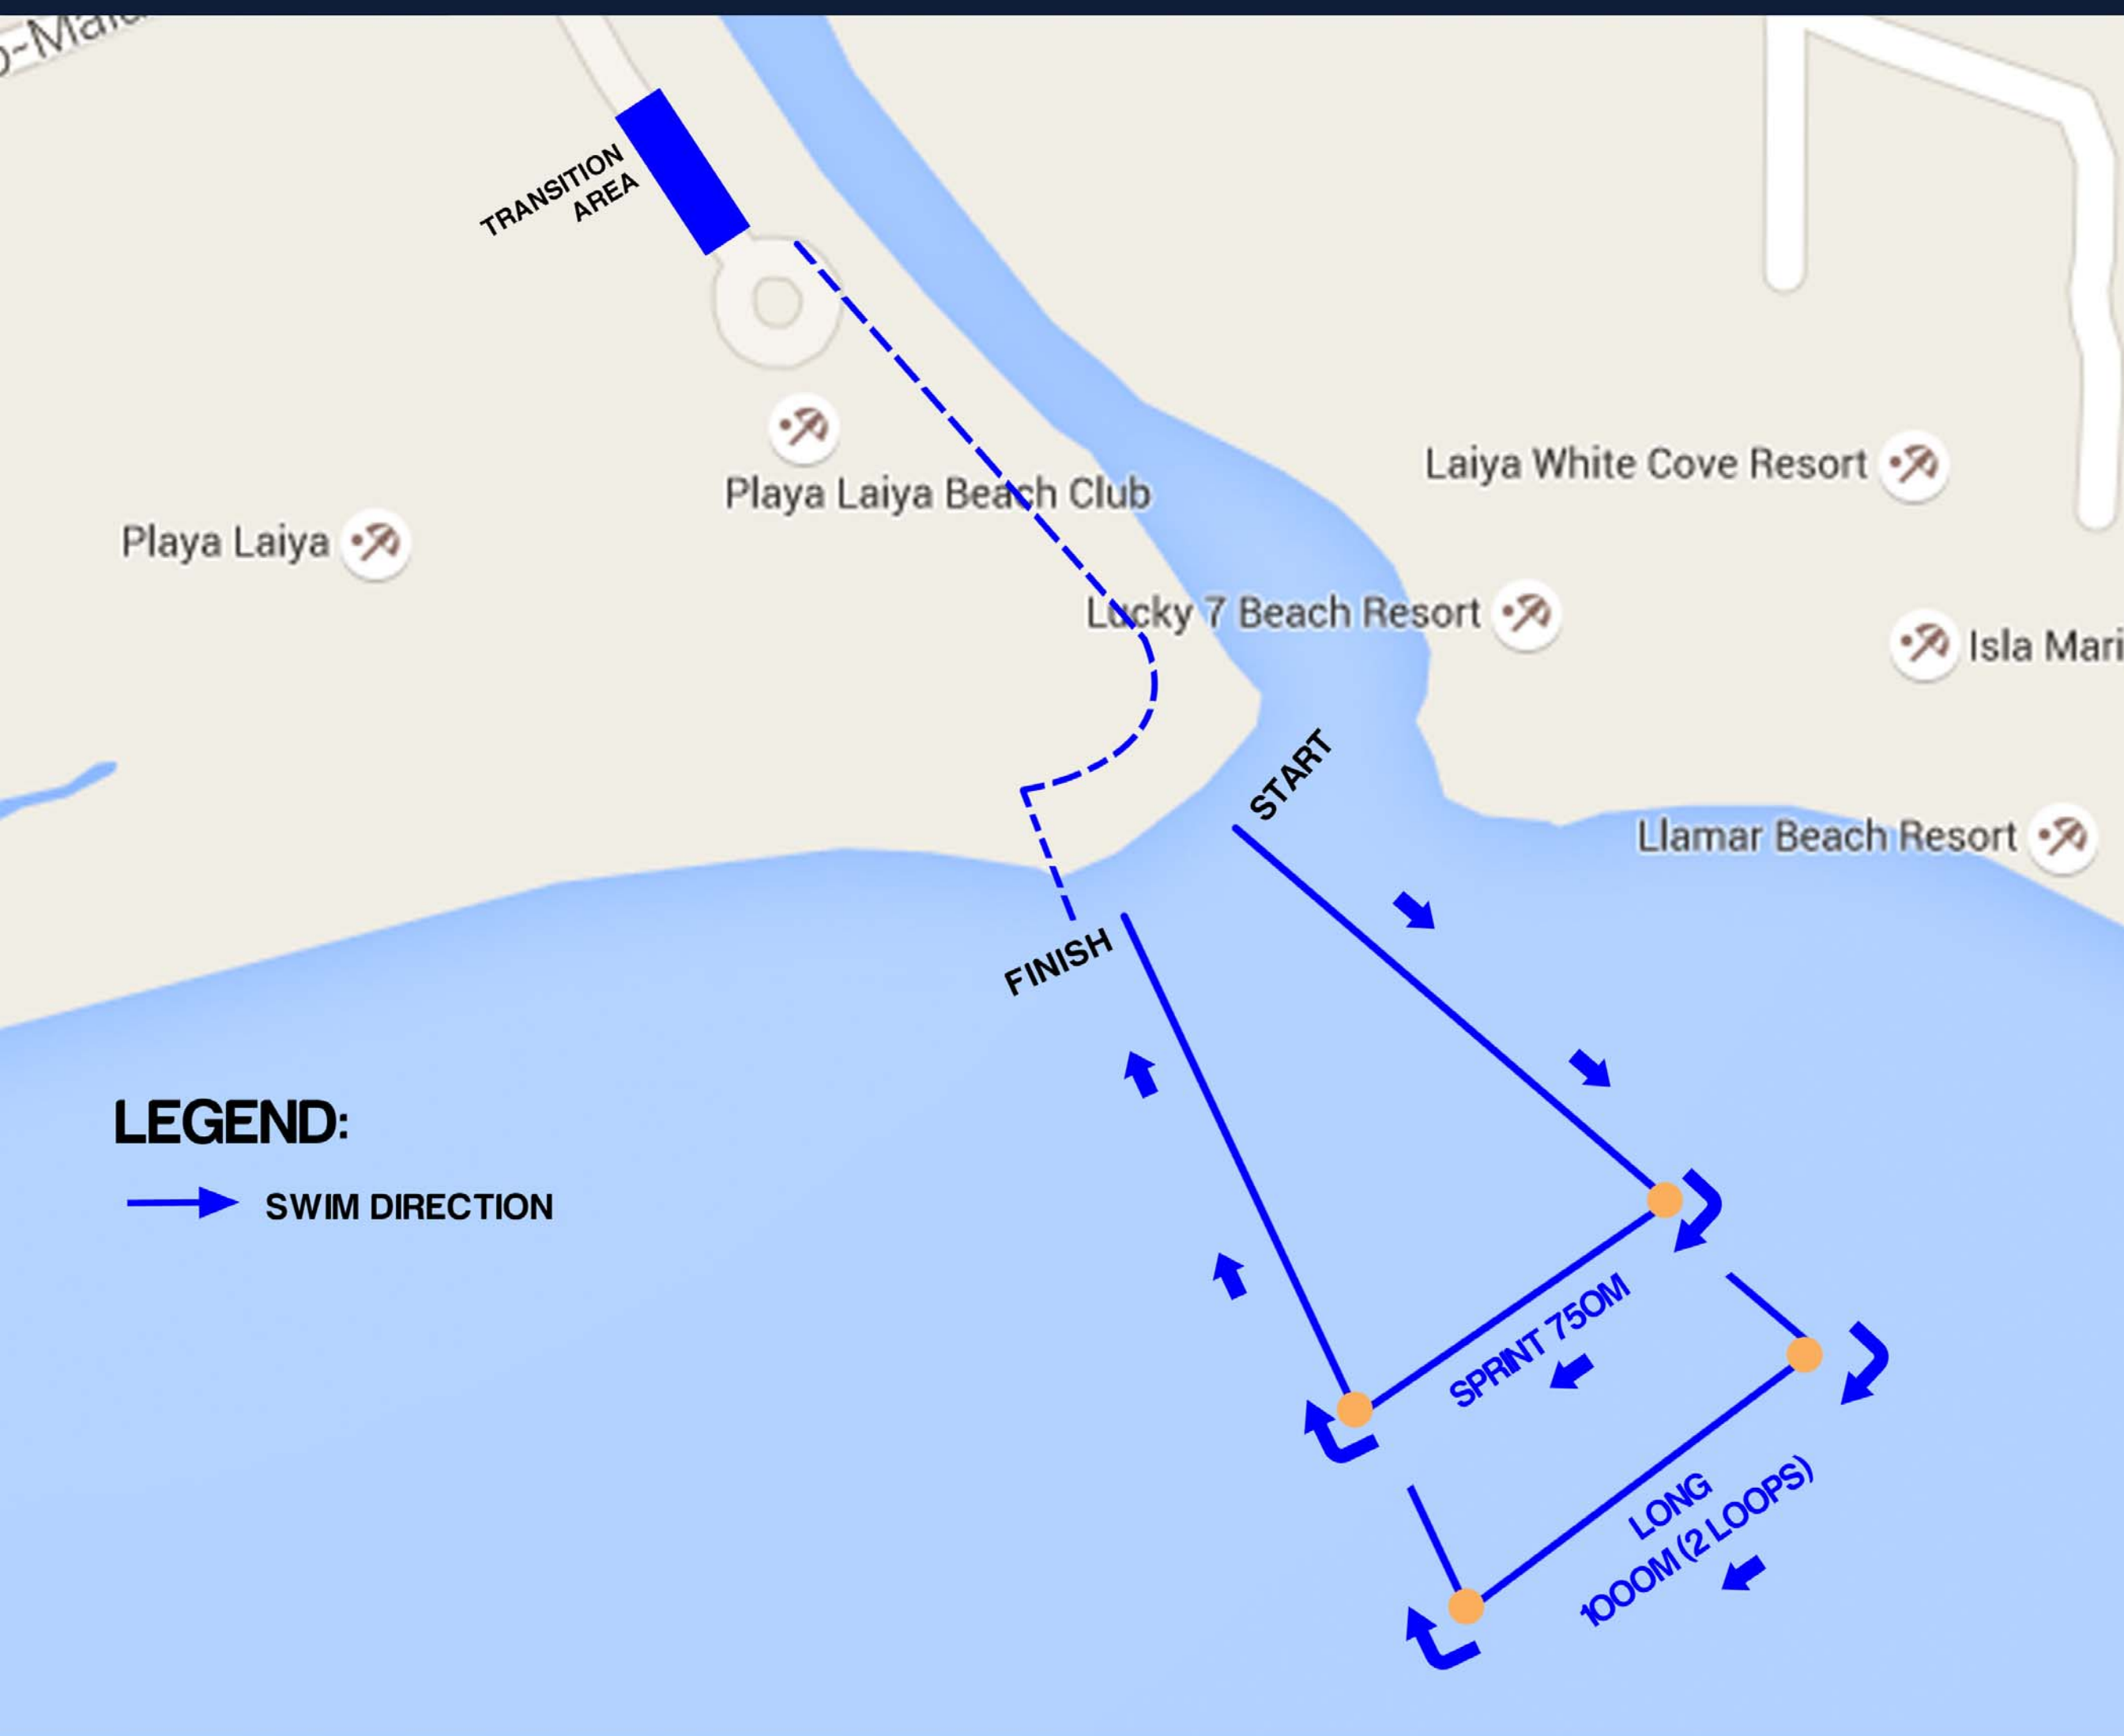 TRANSITION
AREA
Playa Laiya Beach Club
Laiya White Cove Resort
Playa Laiya
Lucky 7 Beach Resort
Isla Mari
START
Llamar Beach Resort
FINISH
LEGEND:
SWIM DIRECTION
SPRINT 750M
LONG
1000M (2 LOOPS)